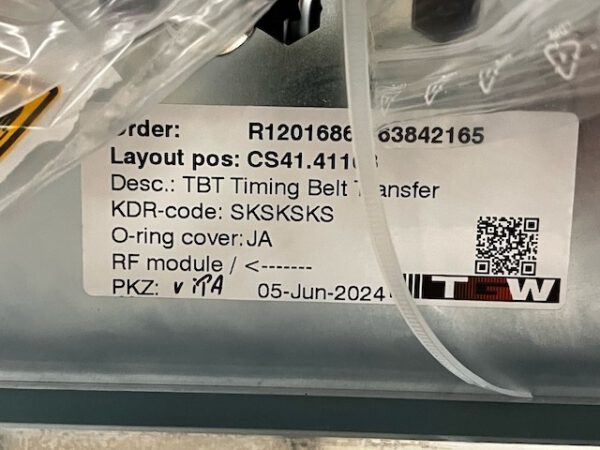 Order: R1201686 63842165
Layout pos: CS41.411
Desc.: TBT Timing Belt Transfer
KDR-code: SKSKSKS
O-ring cover: JA
RF module / <-------
PKZ: 05-Jun-2024
TGW